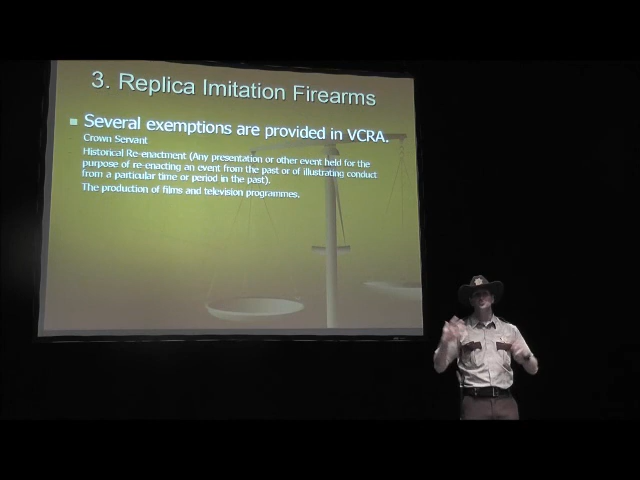 3. Replica Imitation Firearms
Several exemptions are provided in VCRA.
Crown Servant
Historical Re-enactment (Any presentation or other event held for the
purpose of re-enacting an event from the past or of illustrating conduct
from a particular time or period in the past).
The production of films and television programmes.